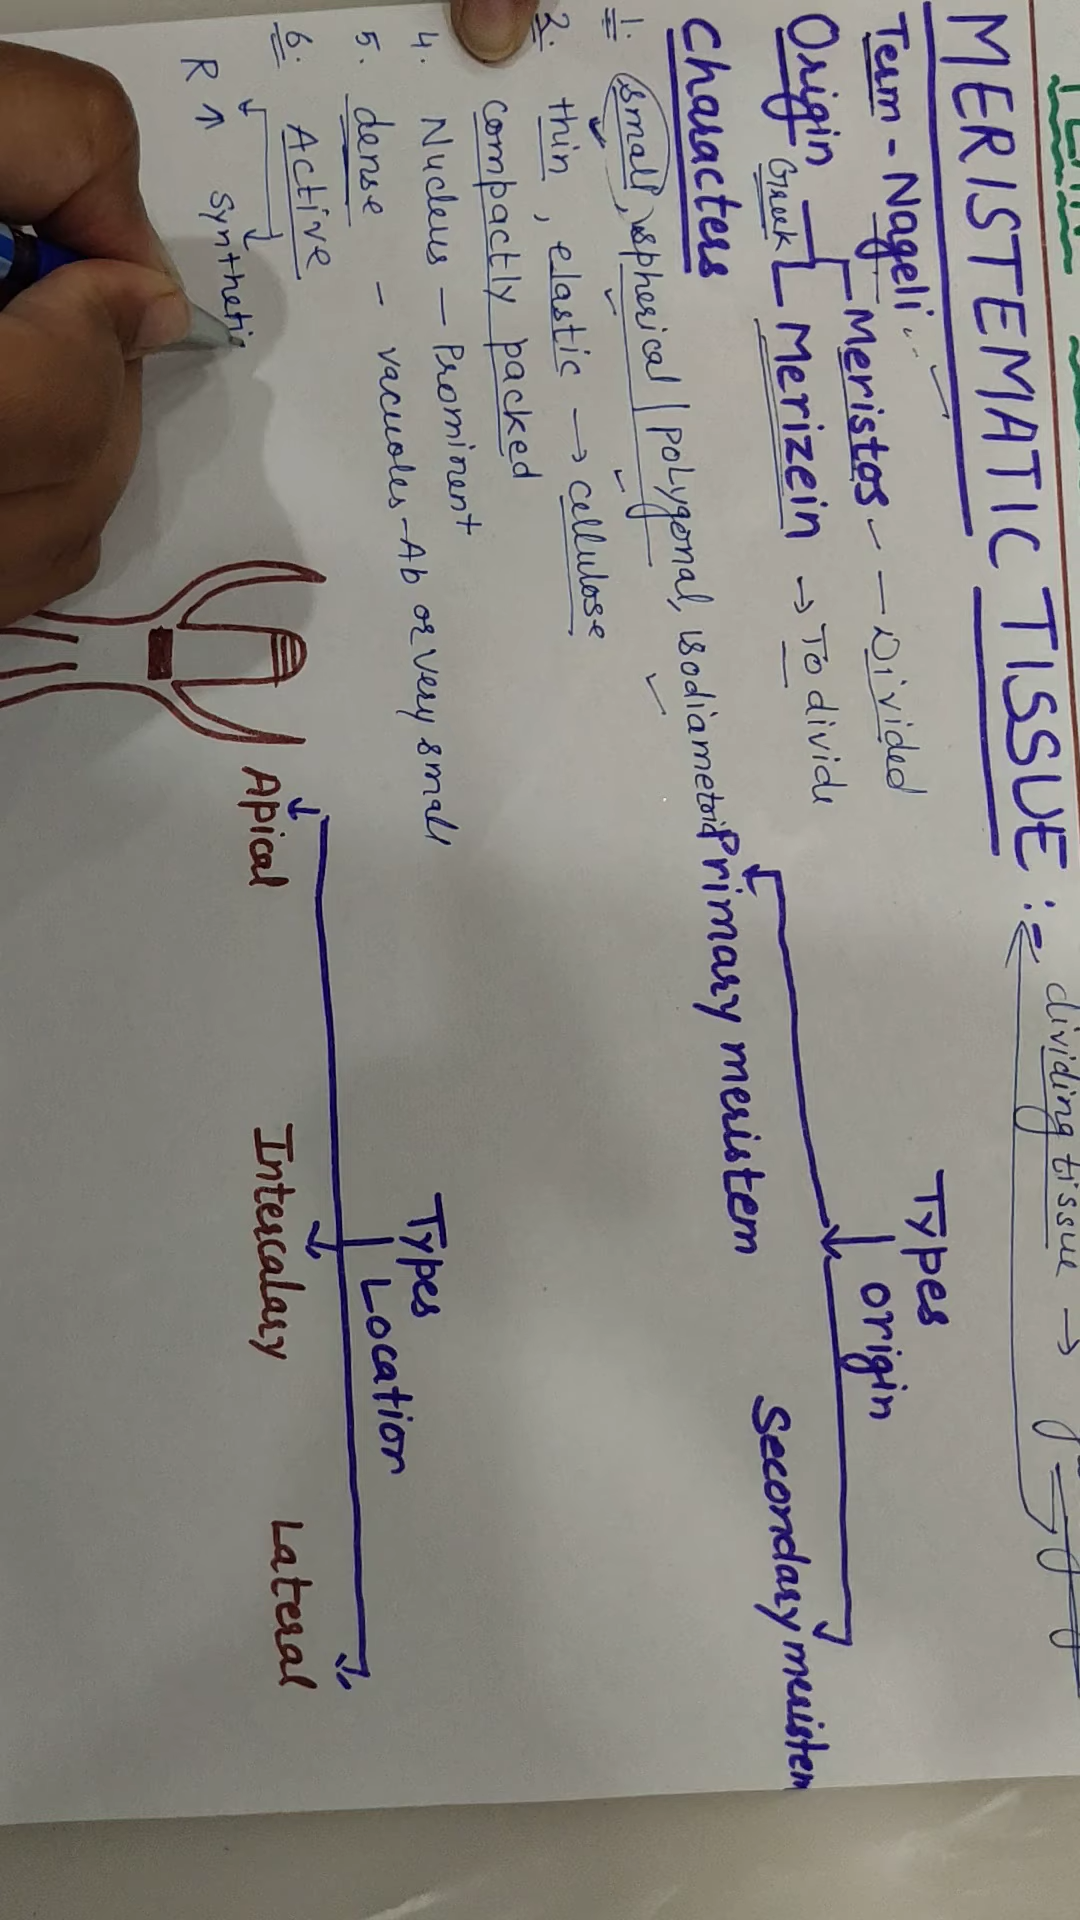 MERISTEMATIC TISSUE :- dividing tissue →
Term - Nageli
Origin Meristos - - Divided
Greek Merizein → To divide
Characters
1. small, spherical / polygonal, isodiametric
2. thin, elastic → cellulose
compactly packed
4. Nucleus - Prominent
5. dense - vacuoles - Ab or very small
6. Active
R ↑ syntheti
Types
origin
Primary meristem Secondary meristem
Types
Location
Apical Intercalary Lateral